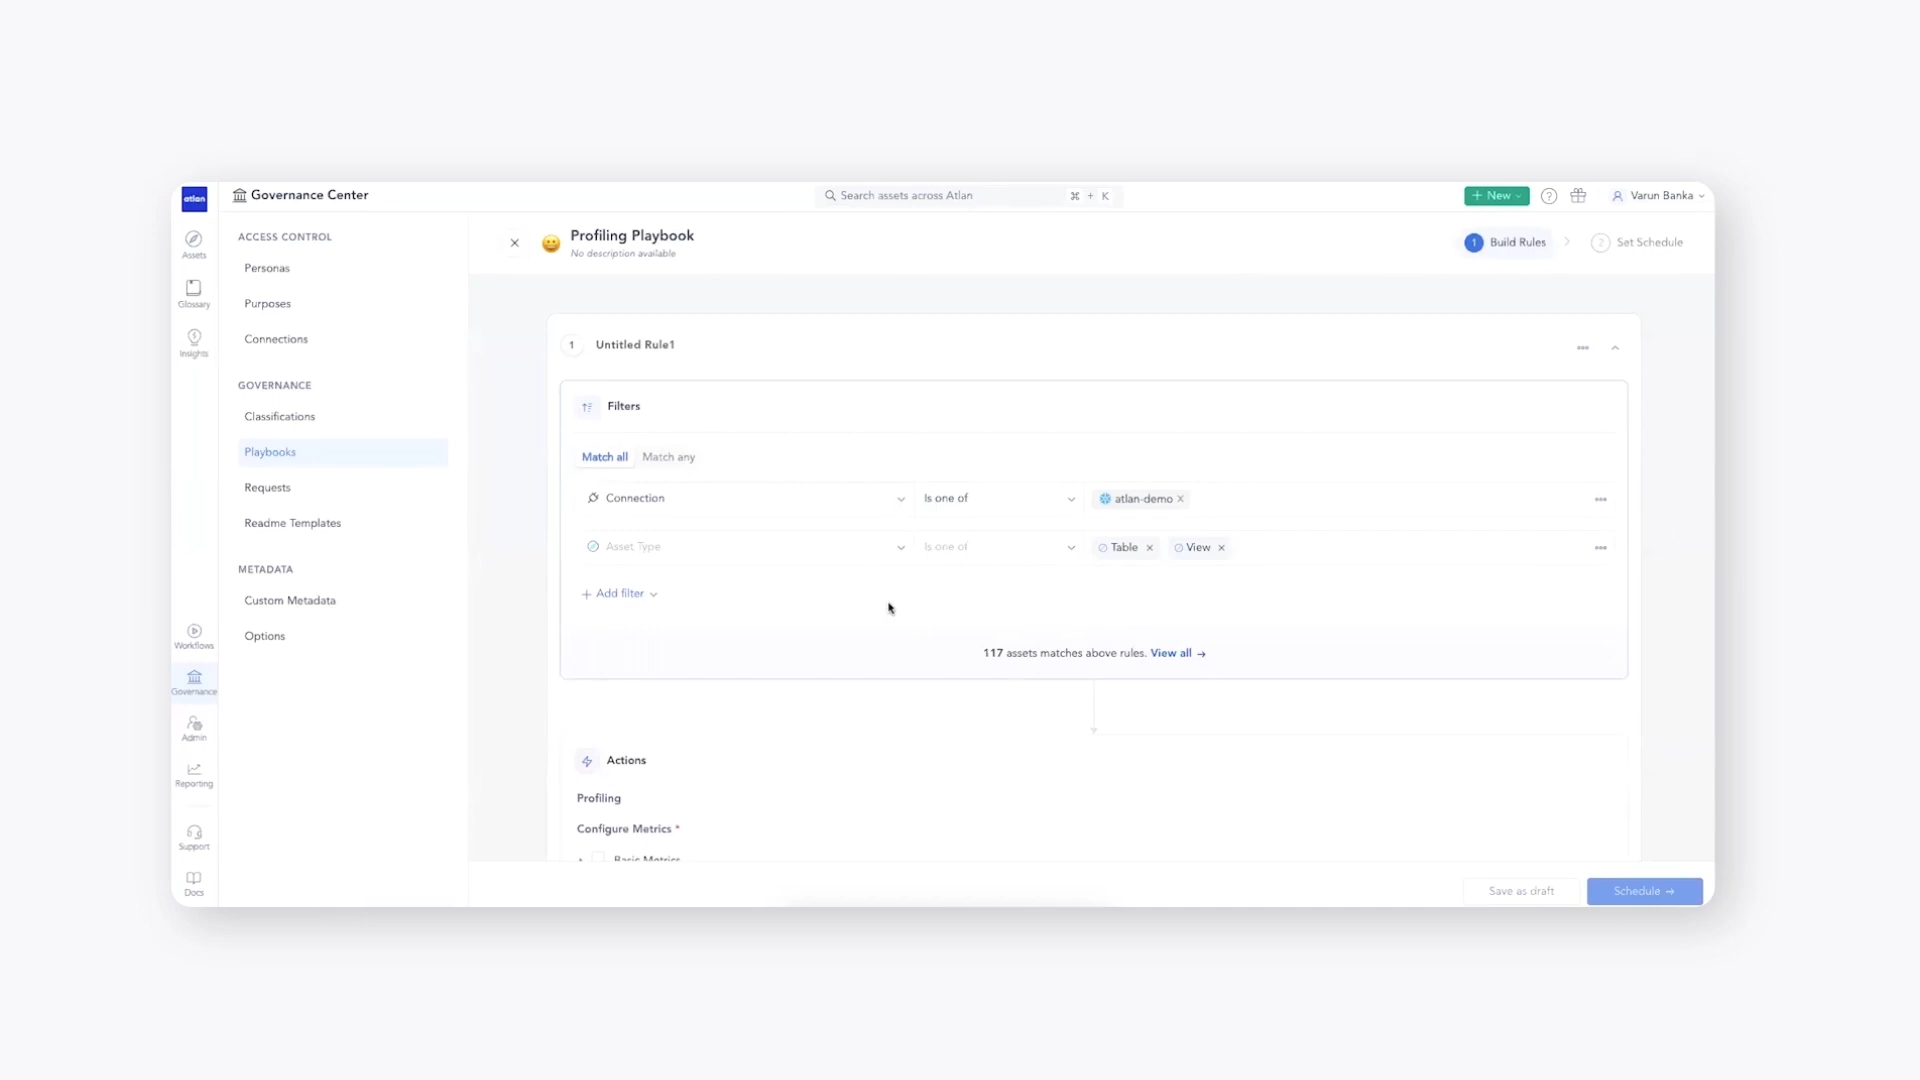 atlan
Governance Center
Search assets across Atlan ⌘ + K
+ New
Varun Banka
Assets
Glossary
Insights
Workflows
Governance
Admin
Reporting
Support
Docs
ACCESS CONTROL
Personas
Purposes
Connections
GOVERNANCE
Classifications
Playbooks
Requests
Readme Templates
METADATA
Custom Metadata
Options
Profiling Playbook
No description available
1 Build Rules
2 Set Schedule
1 Untitled Rule1
Filters
Match all Match any
Connection Is one of atlan-demo
Asset Type Is one of Table View
+ Add filter
117 assets matches above rules. View all →
Actions
Profiling
Configure Metrics *
Basic Metrics
Save as draft Schedule →